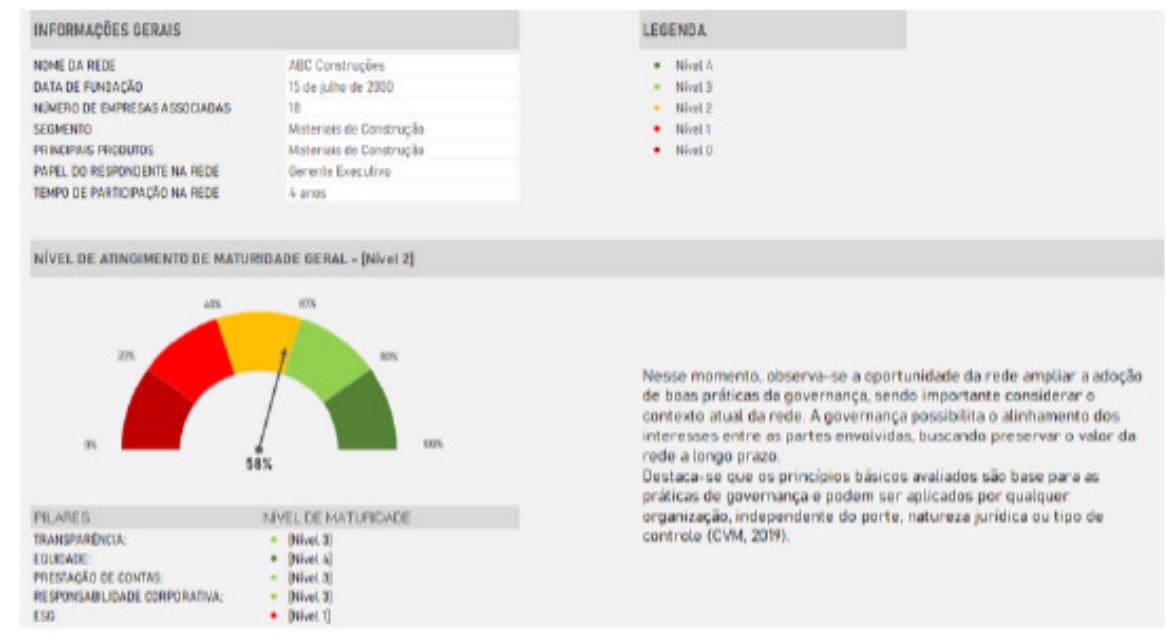 INFORMAÇÕES GERAIS
NOME DA REDE ABC Construções
DATA DE FUNDAÇÃO 15 de julho de 2000
NÚMERO DE EMPRESAS ASSOCIADAS 18
SEGMENTO Materiais de Construção
PRINCIPAIS PRODUTOS Materiais de Construção
PAPEL DO RESPONDENTE NA REDE Gerente Executivo
TEMPO DE PARTICIPAÇÃO NA REDE 4 anos
LEGENDA
Nível 4
Nível 3
Nível 2
Nível 1
Nível 0
NÍVEL DE ATINGIMENTO DE MATURIDADE GERAL - [Nível 2]
0%
20%
40%
60%
80%
100%
58%
Nesse momento, observa-se a oportunidade da rede ampliar a adoção
de boas práticas da governança, sendo importante considerar o
contexto atual da rede. A governança possibilita o alinhamento dos
interesses entre as partes envolvidas, buscando preservar o valor da
rede a longo prazo.
Destaca-se que os princípios básicos avaliados são base para as
práticas de governança e podem ser aplicados por qualquer
organização, independente do porte, natureza jurídica ou tipo de
controle (CVM, 2019).
PILARES NÍVEL DE MATURIDADE
TRANSPARÊNCIA: [Nível 3]
EQUIDADE: [Nível 4]
PRESTAÇÃO DE CONTAS: [Nível 3]
RESPONSABILIDADE CORPORATIVA: [Nível 3]
ESG [Nível 1]